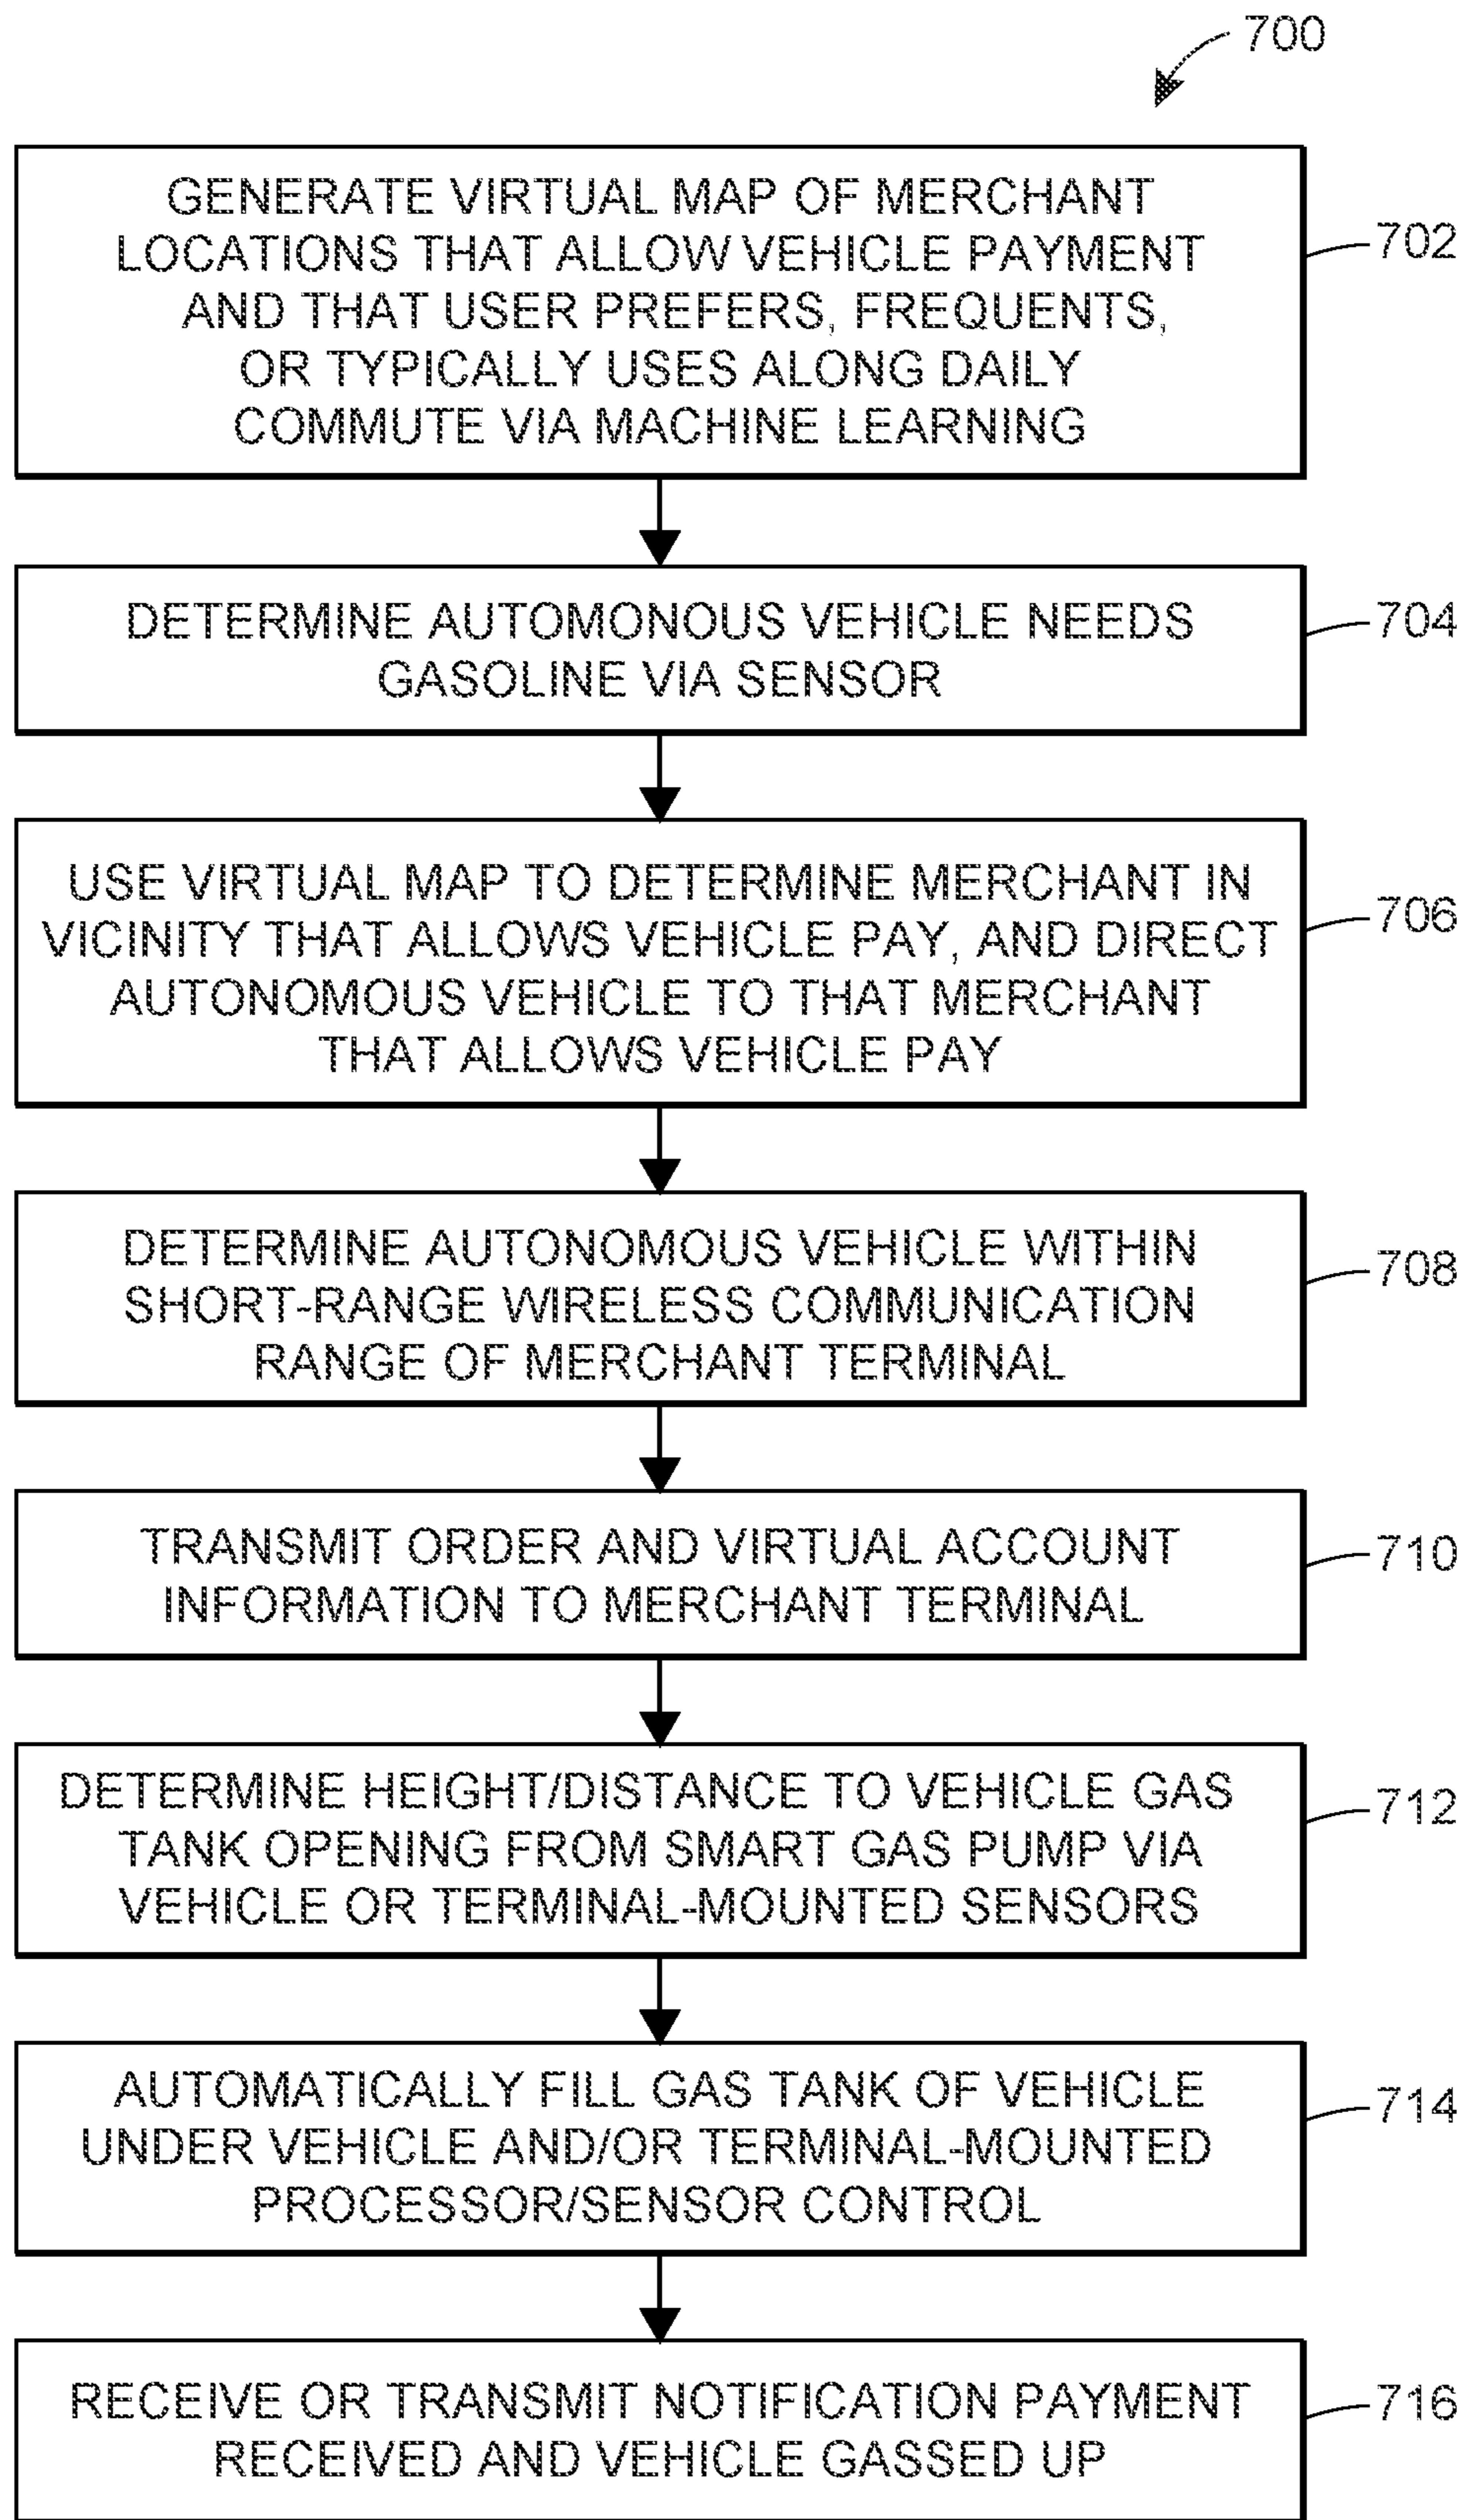 700
GENERATE VIRTUAL MAP OF MERCHANT
LOCATIONS THAT ALLOW VEHICLE PAYMENT
AND THAT USER PREFERS, FREQUENTS,
OR TYPICALLY USES ALONG DAILY
COMMUTE VIA MACHINE LEARNING
702
DETERMINE AUTOMONOUS VEHICLE NEEDS
GASOLINE VIA SENSOR
704
USE VIRTUAL MAP TO DETERMINE MERCHANT IN
VICINITY THAT ALLOWS VEHICLE PAY, AND DIRECT
AUTONOMOUS VEHICLE TO THAT MERCHANT
THAT ALLOWS VEHICLE PAY
706
DETERMINE AUTONOMOUS VEHICLE WITHIN
SHORT-RANGE WIRELESS COMMUNICATION
RANGE OF MERCHANT TERMINAL
708
TRANSMIT ORDER AND VIRTUAL ACCOUNT
INFORMATION TO MERCHANT TERMINAL
710
DETERMINE HEIGHT/DISTANCE TO VEHICLE GAS
TANK OPENING FROM SMART GAS PUMP VIA
VEHICLE OR TERMINAL-MOUNTED SENSORS
712
AUTOMATICALLY FILL GAS TANK OF VEHICLE
UNDER VEHICLE AND/OR TERMINAL-MOUNTED
PROCESSOR/SENSOR CONTROL
714
RECEIVE OR TRANSMIT NOTIFICATION PAYMENT
RECEIVED AND VEHICLE GASSED UP
716